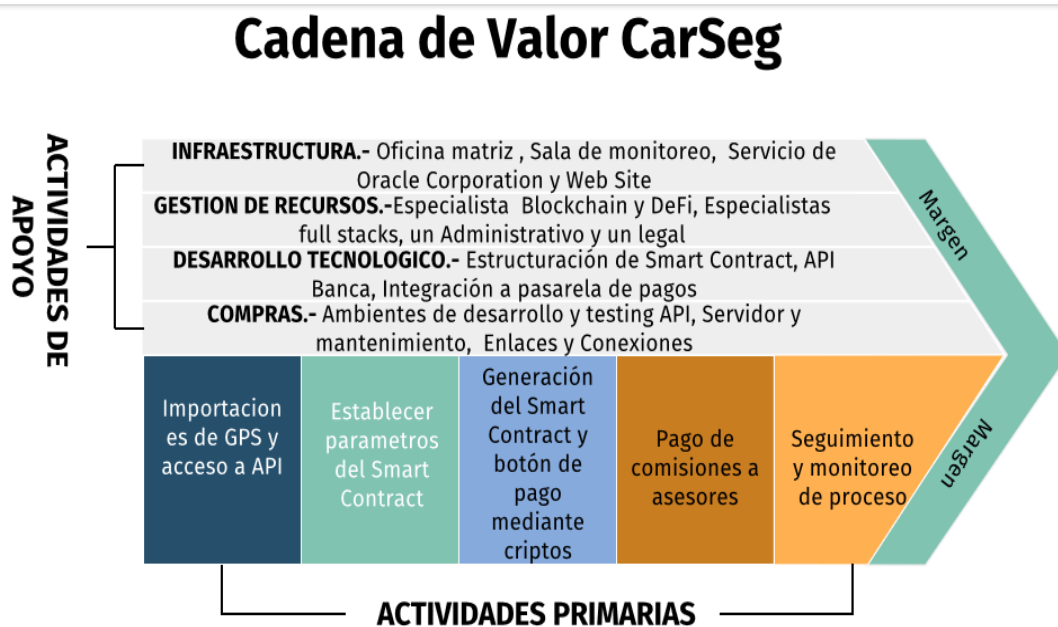 Cadena de Valor CarSeg
ACTIVIDADES DE
APOYO
INFRAESTRUCTURA.- Oficina matriz , Sala de monitoreo, Servicio de
Oracle Corporation y Web Site
GESTION DE RECURSOS.-Especialista Blockchain y DeFi, Especialistas
full stacks, un Administrativo y un legal
DESARROLLO TECNOLOGICO.- Estructuración de Smart Contract, API
Banca, Integración a pasarela de pagos
COMPRAS.- Ambientes de desarrollo y testing API, Servidor y
mantenimiento, Enlaces y Conexiones
Margen
Importacion
es de GPS y
acceso a API
Establecer
parametros
del Smart
Contract
Generación
del Smart
Contract y
botón de
pago
mediante
criptos
Pago de
comisiones a
asesores
Seguimiento
y monitoreo
de proceso
Margen
ACTIVIDADES PRIMARIAS